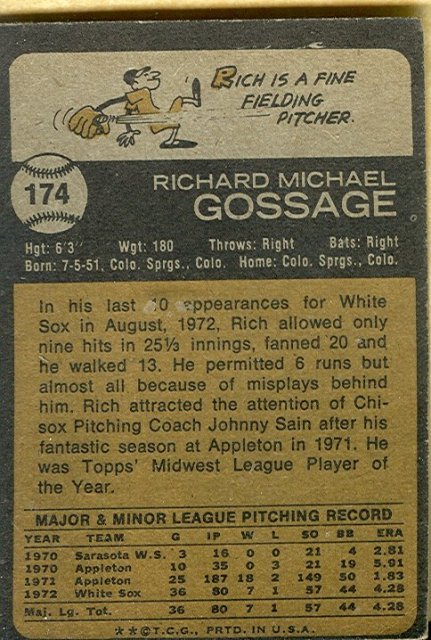 RICH IS A FINE
FIELDING
PITCHER.
174
RICHARD MICHAEL
GOSSAGE
Hgt: 6'3" Wgt: 180 Throws: Right Bats: Right
Born: 7-5-51, Colo. Sprgs., Colo. Home: Colo. Sprgs., Colo.
In his last 10 appearances for White
Sox in August, 1972, Rich allowed only
nine hits in 25⅓ innings, fanned 20 and
he walked 13. He permitted 6 runs but
almost all because of misplays behind
him. Rich attracted the attention of Chi-
sox Pitching Coach Johnny Sain after his
fantastic season at Appleton in 1971. He
was Topps' Midwest League Player of
the Year.
MAJOR & MINOR LEAGUE PITCHING RECORD
YEAR TEAM G IP W L SO BB ERA
1970 Sarasota W.S. 3 16 0 0 21 4 2.81
1970 Appleton 10 35 0 3 21 19 5.91
1971 Appleton 25 187 18 2 149 50 1.83
1972 White Sox 36 80 7 1 57 44 4.28
Maj. Lg. Tot. 36 80 7 1 57 44 4.28
**©T.C.G., PRTD. IN U.S.A.